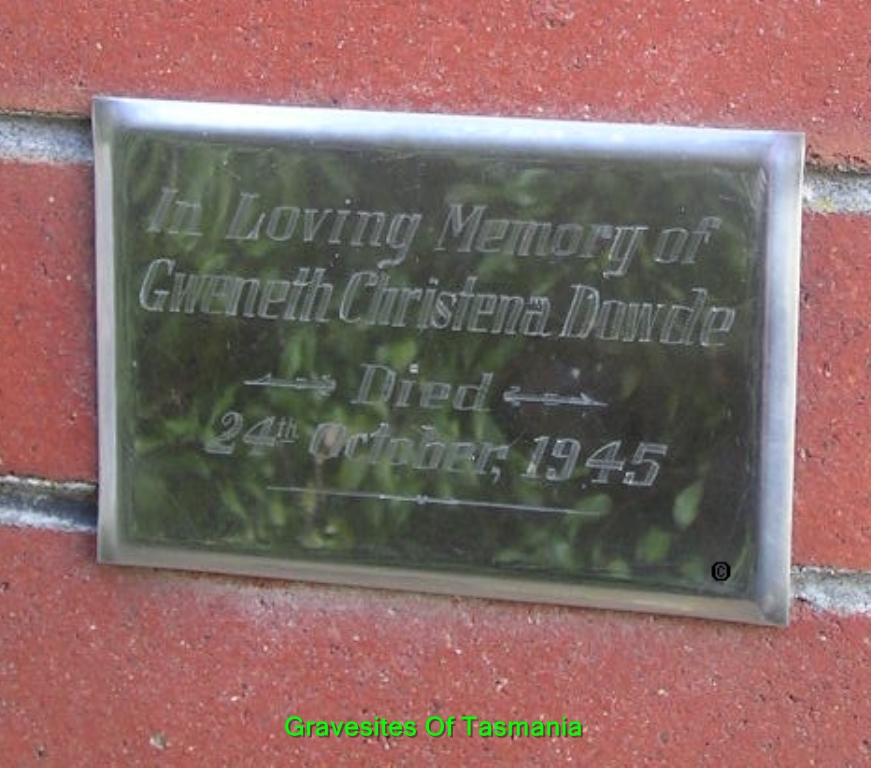 In Loving Memory of
Gweneth Christena Dowde
Died
24th October, 1945
©
Gravesites Of Tasmania